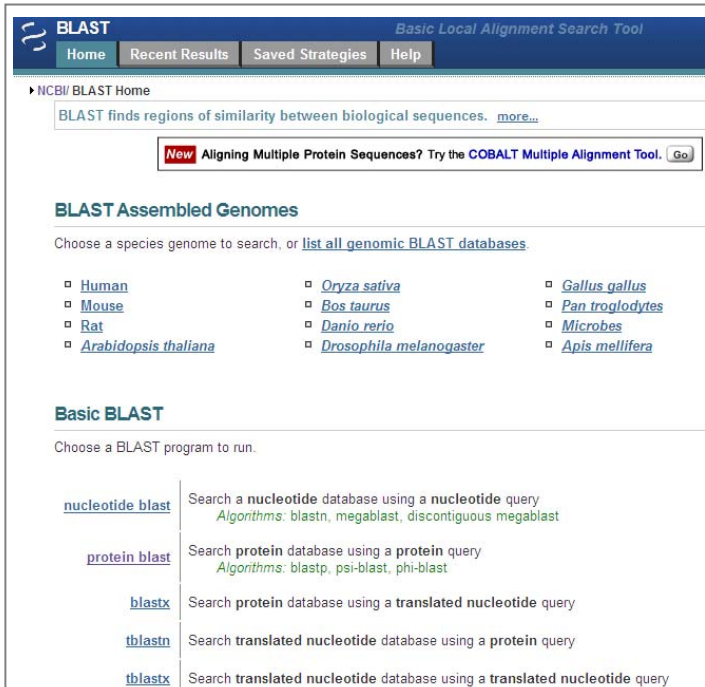 BLAST Basic Local Alignment Search Tool
Home Recent Results Saved Strategies Help
NCBI/ BLAST Home
BLAST finds regions of similarity between biological sequences. more...
New Aligning Multiple Protein Sequences? Try the COBALT Multiple Alignment Tool. Go
BLAST Assembled Genomes
Choose a species genome to search, or list all genomic BLAST databases.
Human Oryza sativa Gallus gallus
Mouse Bos taurus Pan troglodytes
Rat Danio rerio Microbes
Arabidopsis thaliana Drosophila melanogaster Apis mellifera
Basic BLAST
Choose a BLAST program to run.
nucleotide blast Search a nucleotide database using a nucleotide query
Algorithms: blastn, megablast, discontiguous megablast
protein blast Search protein database using a protein query
Algorithms: blastp, psi-blast, phi-blast
blastx Search protein database using a translated nucleotide query
tblastn Search translated nucleotide database using a protein query
tblastx Search translated nucleotide database using a translated nucleotide query